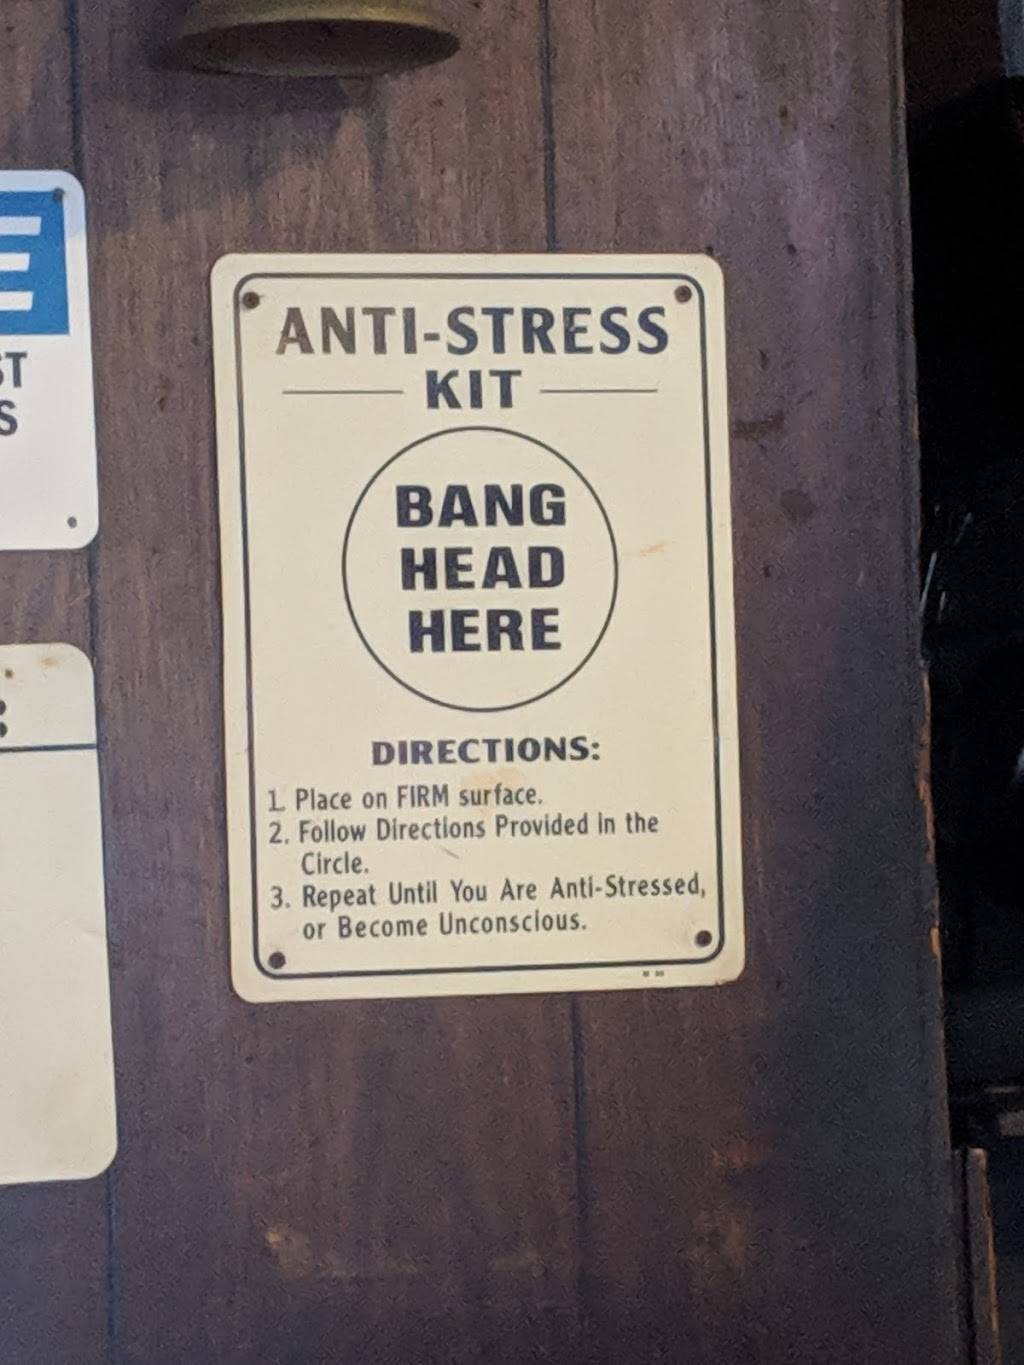 E
ST
S
:
ANTI-STRESS
KIT
BANG
HEAD
HERE
DIRECTIONS:
1. Place on FIRM surface.
2. Follow Directions Provided in the
Circle.
3. Repeat Until You Are Anti-Stressed,
or Become Unconscious.